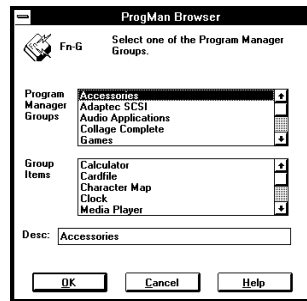 ProgMan Browser
Fn-G
Select one of the Program Manager
Groups.
Program
Manager
Groups
Accessories
Adaptec SCSI
Audio Applications
Collage Complete
Games
Group
Items
Calculator
Cardfile
Character Map
Clock
Media Player
Desc: Accessories
OK Cancel Help